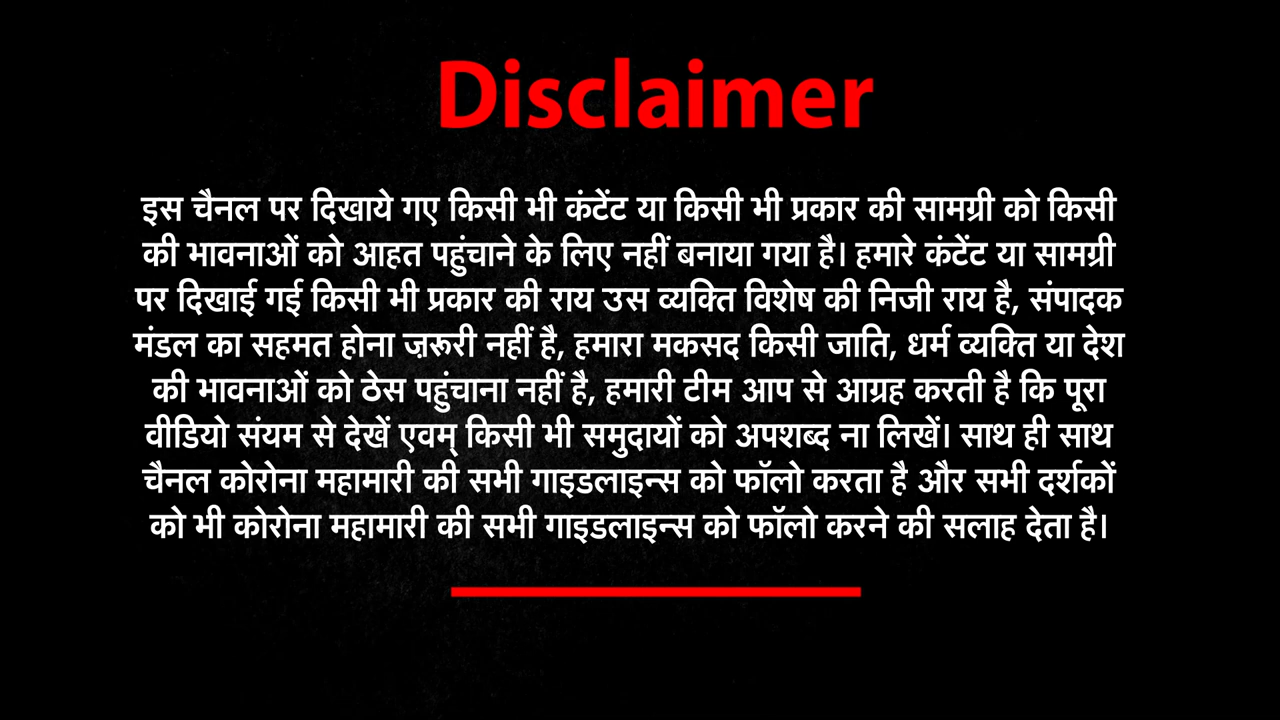 Disclaimer
इस चैनल पर दिखाये गए किसी भी कंटेंट या किसी भी प्रकार की सामग्री को किसी
की भावनाओं को आहत पहुंचाने के लिए नहीं बनाया गया है। हमारे कंटेंट या सामग्री
पर दिखाई गई किसी भी प्रकार की राय उस व्यक्ति विशेष की निजी राय है, संपादक
मंडल का सहमत होना ज़रूरी नहीं है, हमारा मकसद किसी जाति, धर्म व्यक्ति या देश
की भावनाओं को ठेस पहुंचाना नहीं है, हमारी टीम आप से आग्रह करती है कि पूरा
वीडियो संयम से देखें एवम् किसी भी समुदायों को अपशब्द ना लिखें। साथ ही साथ
चैनल कोरोना महामारी की सभी गाइडलाइन्स को फॉलो करता है और सभी दर्शकों
को भी कोरोना महामारी की सभी गाइडलाइन्स को फॉलो करने की सलाह देता है।